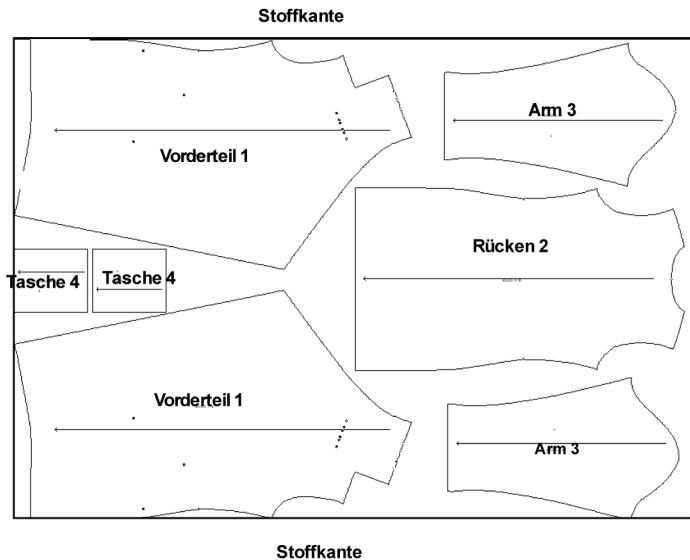 Stoffkante
Arm 3
Vorderteil 1
Rücken 2
Tasche 4
Tasche 4
Vorderteil 1
Arm 3
Stoffkante